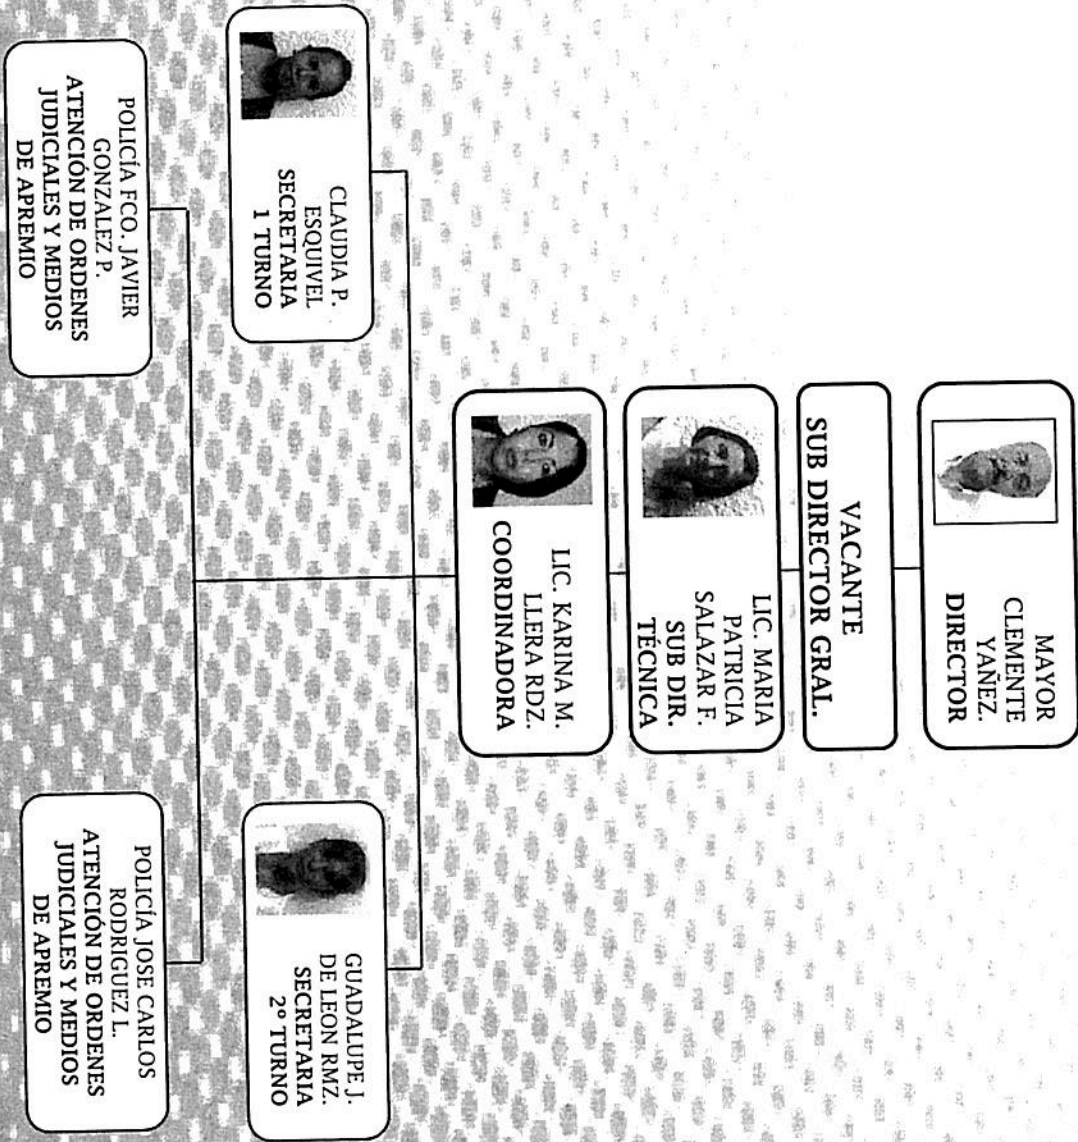 MAYOR
CLEMENTE
YAÑEZ.
DIRECTOR
VACANTE
SUB DIRECTOR GRAL.
LIC. MARIA
PATRICIA
SALAZAR F.
SUB DIR.
TÉCNICA
LIC. KARINA M.
LLERA RDZ.
COORDINADORA
CLAUDIA P.
ESQUIVEL
SECRETARIA
1 TURNO
GUADALUPE J.
DE LEON RMZ.
SECRETARIA
2º TURNO
POLICÍA FCO. JAVIER
GONZALEZ P.
ATENCIÓN DE ORDENES
JUDICIALES Y MEDIOS
DE APREMIO
POLICÍA JOSE CARLOS
RODRIGUEZ L.
ATENCIÓN DE ORDENES
JUDICIALES Y MEDIOS
DE APREMIO